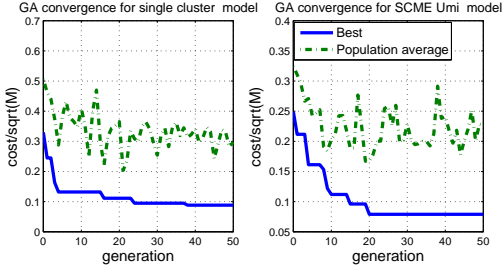 GA convergence for single cluster model
cost/sqrt(M)
0.7
0.6
0.5
0.4
0.3
0.2
0.1
0
0 10 20 30 40 50
generation
GA convergence for SCME Umi model
Best
Population average
cost/sqrt(M)
0.4
0.35
0.3
0.25
0.2
0.15
0.1
0.05
0 10 20 30 40 50
generation